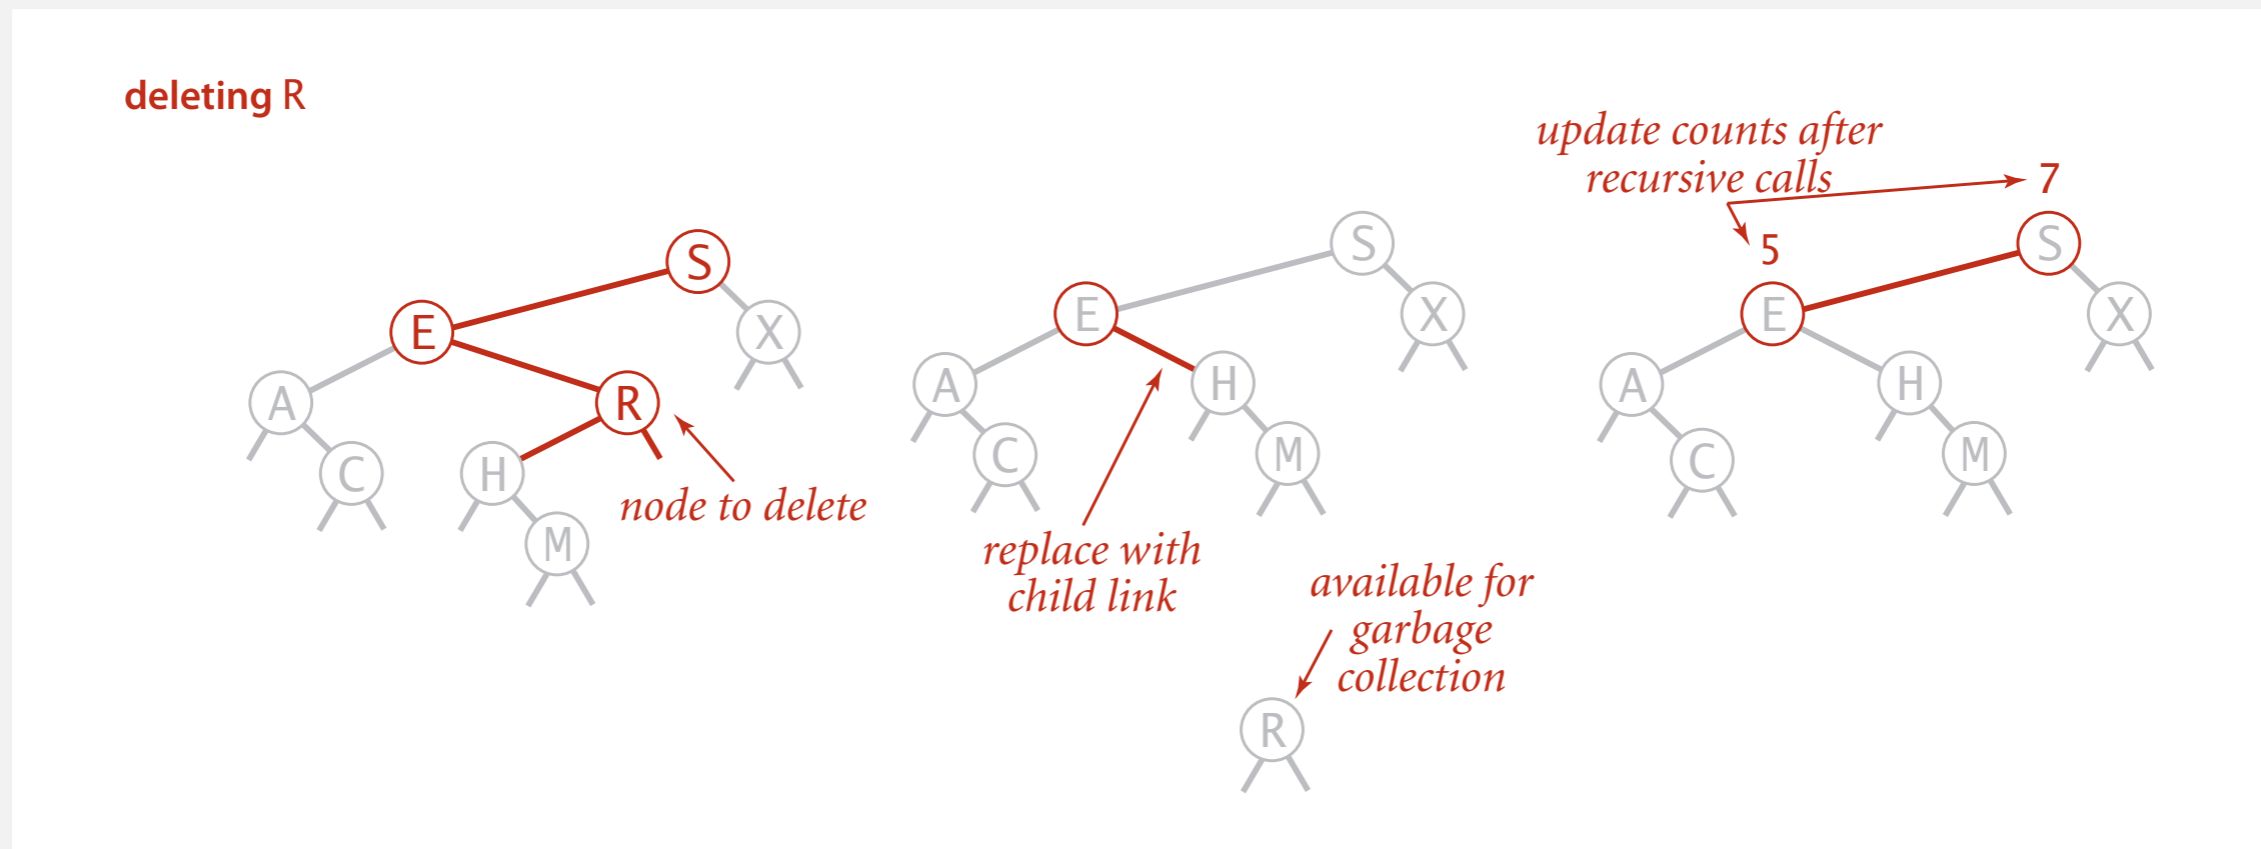 deleting R
S
E
X
A
R
C
H
M
node to delete
S
E
X
A
H
C
M
replace with
child link
available for
garbage
collection
R
update counts after
recursive calls
7
5
S
E
X
A
H
C
M